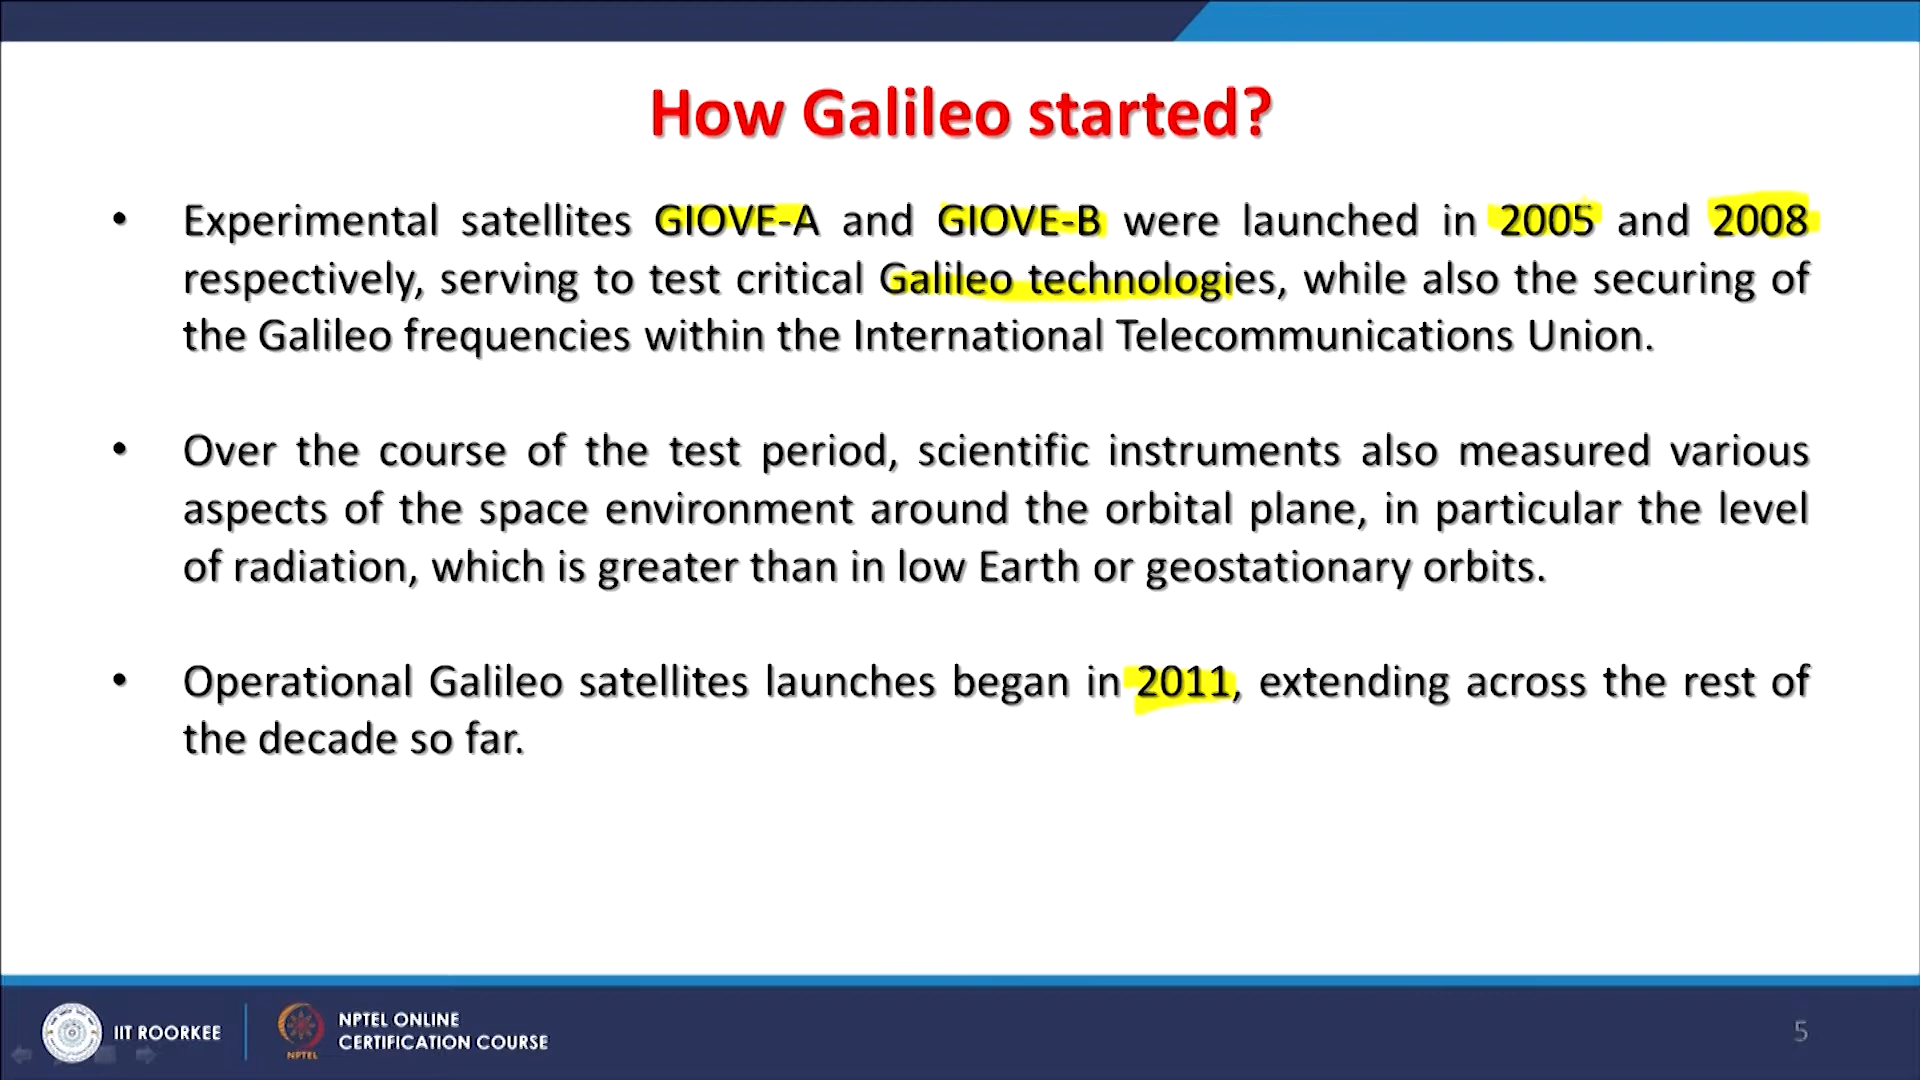 How Galileo started?
• Experimental satellites GIOVE-A and GIOVE-B were launched in 2005 and 2008
respectively, serving to test critical Galileo technologies, while also the securing of
the Galileo frequencies within the International Telecommunications Union.
• Over the course of the test period, scientific instruments also measured various
aspects of the space environment around the orbital plane, in particular the level
of radiation, which is greater than in low Earth or geostationary orbits.
• Operational Galileo satellites launches began in 2011, extending across the rest of
the decade so far.
IIT ROORKEE
NPTEL
NPTEL ONLINE
CERTIFICATION COURSE
5